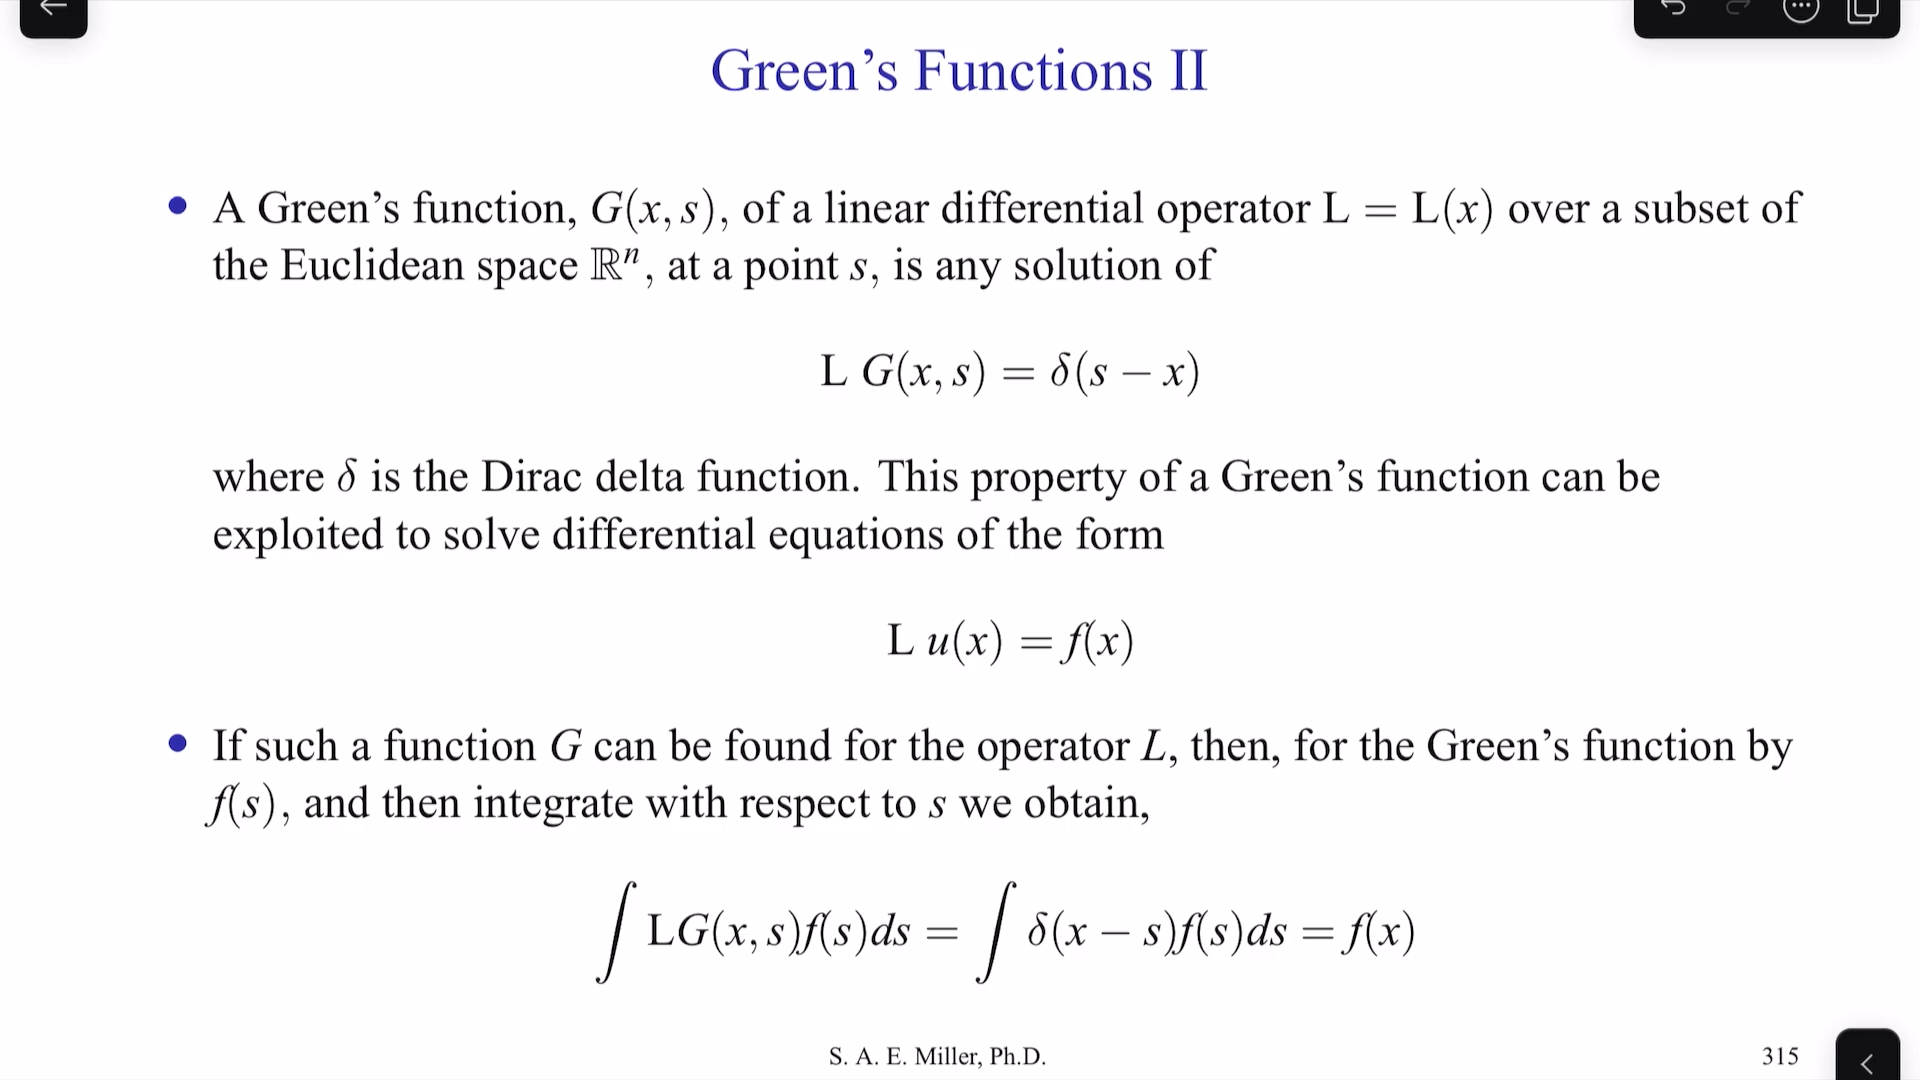 Green’s Functions II
• A Green’s function, G(x, s), of a linear differential operator L = L(x) over a subset of
the Euclidean space ℝⁿ, at a point s, is any solution of
L G(x, s) = δ(s − x)
where δ is the Dirac delta function. This property of a Green’s function can be
exploited to solve differential equations of the form
L u(x) = f(x)
• If such a function G can be found for the operator L, then, for the Green’s function by
f(s), and then integrate with respect to s we obtain,
∫ LG(x, s)f(s)ds = ∫ δ(x − s)f(s)ds = f(x)
S. A. E. Miller, Ph.D.
315